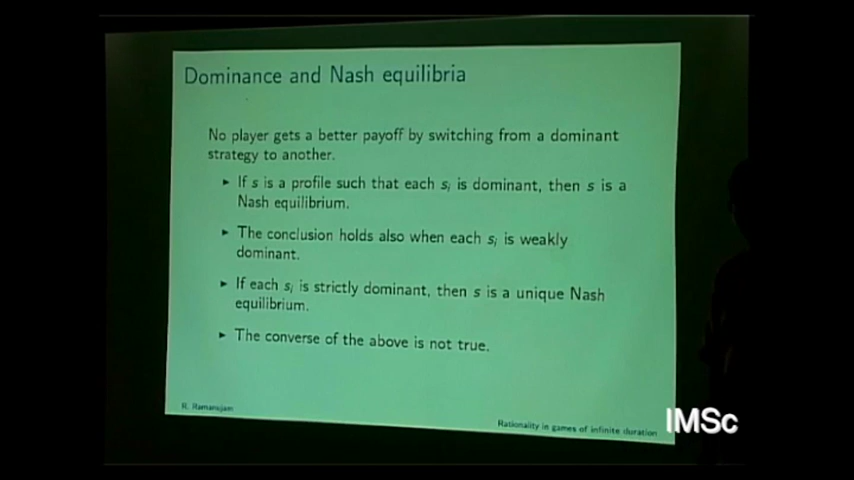 Dominance and Nash equilibria
No player gets a better payoff by switching from a dominant
strategy to another.
► If s is a profile such that each sᵢ is dominant, then s is a
Nash equilibrium.
► The conclusion holds also when each sᵢ is weakly
dominant.
► If each sᵢ is strictly dominant, then s is a unique Nash
equilibrium.
► The converse of the above is not true.
R. Ramanujam
Rationality in games of infinite duration
IMSc